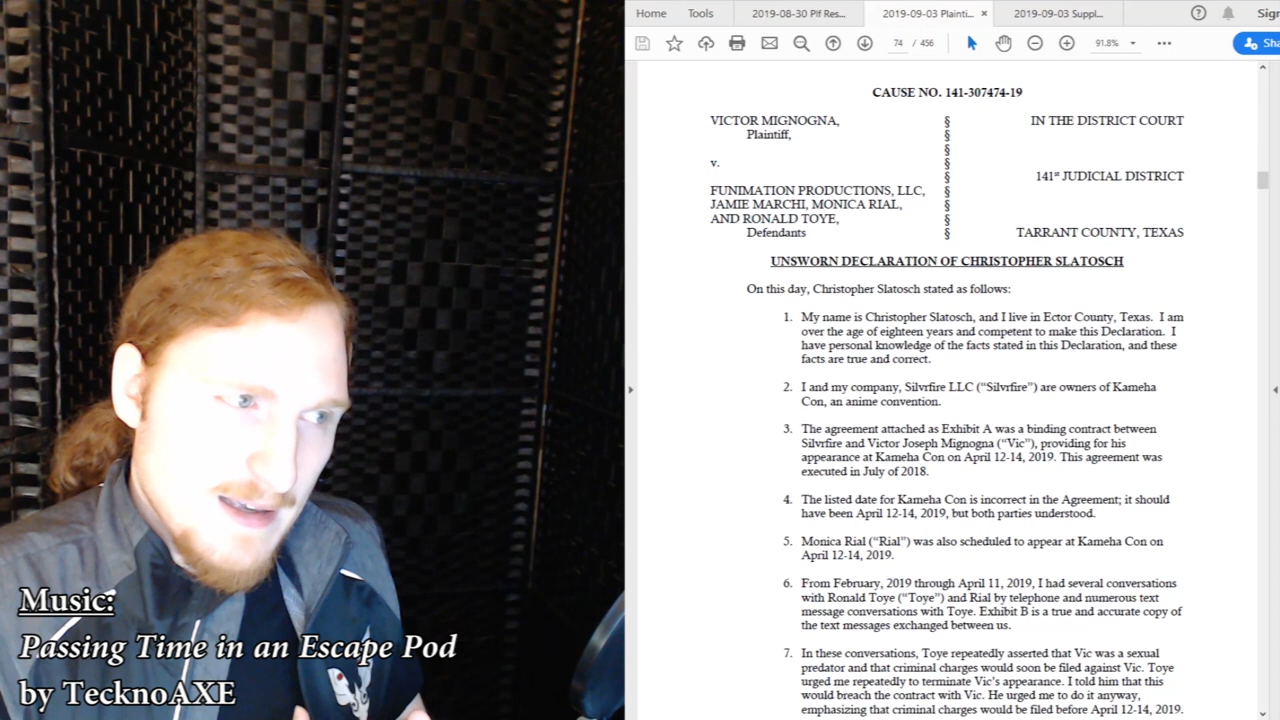 Home Tools 2019-08-30 Plf Res... 2019-09-03 Plainti... × 2019-09-03 Suppl... Sign
74 / 456 91.8% Sha
CAUSE NO. 141-307474-19
VICTOR MIGNOGNA, § IN THE DISTRICT COURT
Plaintiff, §
§
v. §
§ 141st JUDICIAL DISTRICT
FUNIMATION PRODUCTIONS, LLC, §
JAMIE MARCHI, MONICA RIAL, §
AND RONALD TOYE, §
Defendants § TARRANT COUNTY, TEXAS
UNSWORN DECLARATION OF CHRISTOPHER SLATOSCH
On this day, Christopher Slatosch stated as follows:
1. My name is Christopher Slatosch, and I live in Ector County, Texas. I am
over the age of eighteen years and competent to make this Declaration. I
have personal knowledge of the facts stated in this Declaration, and these
facts are true and correct.
2. I and my company, Silvrfire LLC (“Silvrfire”) are owners of Kameha
Con, an anime convention.
3. The agreement attached as Exhibit A was a binding contract between
Silvrfire and Victor Joseph Mignogna (“Vic”), providing for his
appearance at Kameha Con on April 12-14, 2019. This agreement was
executed in July of 2018.
4. The listed date for Kameha Con is incorrect in the Agreement; it should
have been April 12-14, 2019, but both parties understood.
5. Monica Rial (“Rial”) was also scheduled to appear at Kameha Con on
April 12-14, 2019.
6. From February, 2019 through April 11, 2019, I had several conversations
with Ronald Toye (“Toye”) and Rial by telephone and numerous text
message conversations with Toye. Exhibit B is a true and accurate copy of
the text messages exchanged between us.
7. In these conversations, Toye repeatedly asserted that Vic was a sexual
predator and that criminal charges would soon be filed against Vic. Toye
urged me repeatedly to terminate Vic’s appearance. I told him that this
would breach the contract with Vic. He urged me to do it anyway,
emphasizing that criminal charges would be filed before April 12-14, 2019.
Music:
Passing Time in an Escape Pod
by TecknoAXE